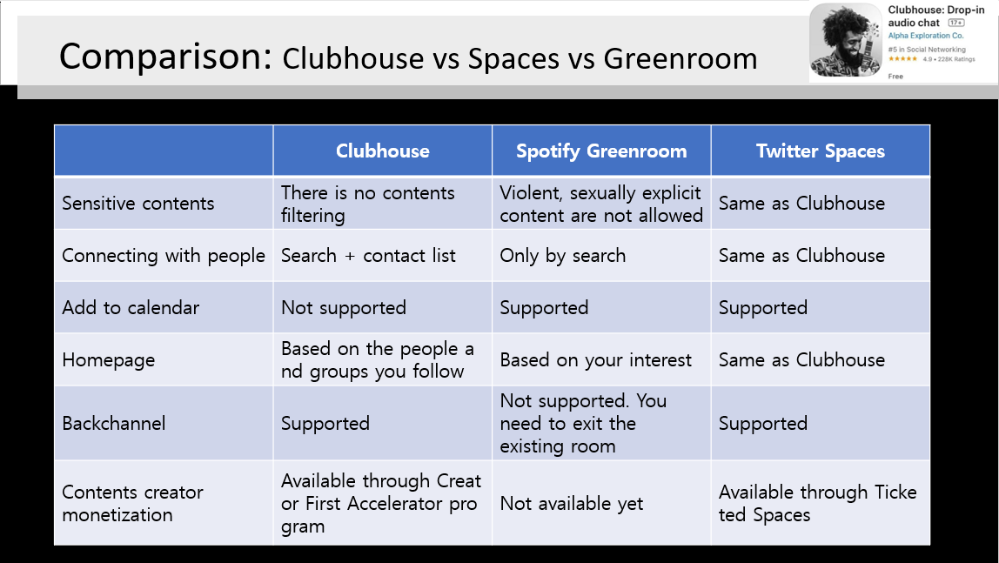 Comparison: Clubhouse vs Spaces vs Greenroom
Clubhouse: Drop-in
audio chat 17+
Alpha Exploration Co.
#5 in Social Networking
★★★★★ 4.9 • 228K Ratings
Free
Clubhouse
Spotify Greenroom
Twitter Spaces
Sensitive contents
There is no contents
filtering
Violent, sexually explicit
content are not allowed
Same as Clubhouse
Connecting with people
Search + contact list
Only by search
Same as Clubhouse
Add to calendar
Not supported
Supported
Supported
Homepage
Based on the people a
nd groups you follow
Based on your interest
Same as Clubhouse
Backchannel
Supported
Not supported. You
need to exit the
existing room
Supported
Contents creator
monetization
Available through Creat
or First Accelerator pro
gram
Not available yet
Available through Ticke
ted Spaces